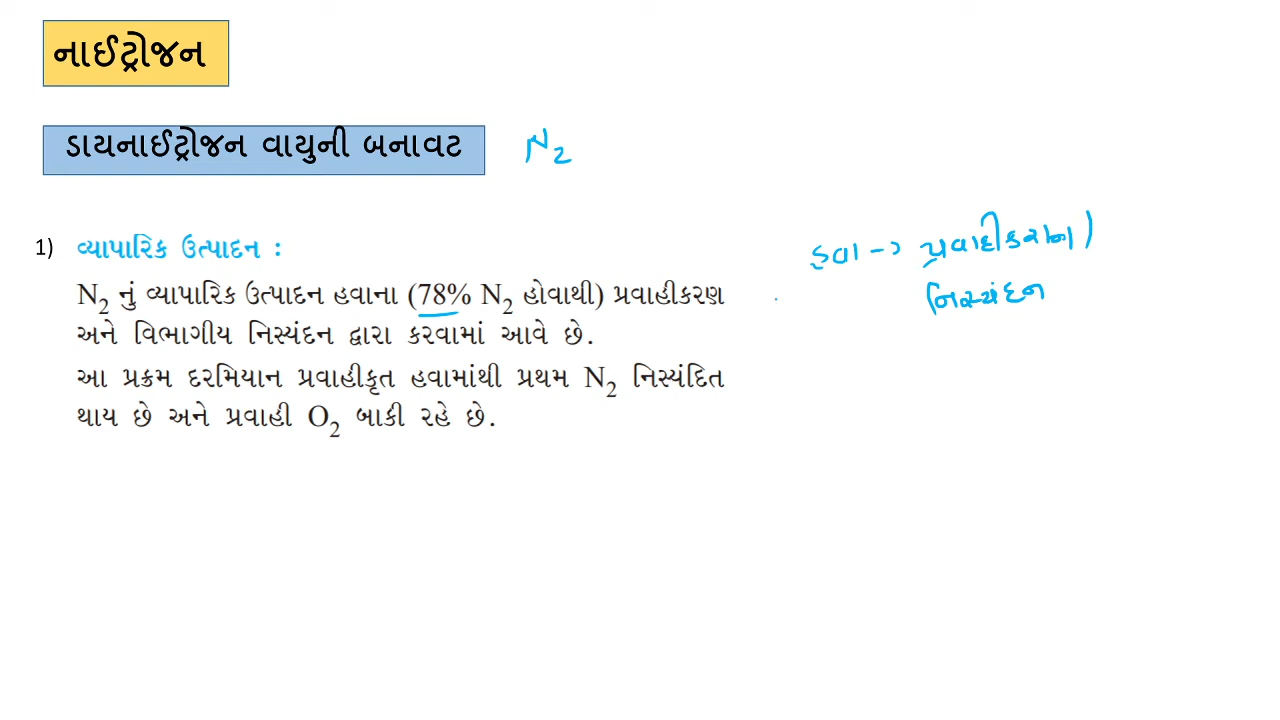 નાઈટ્રોજન
ડાયનાઈટ્રોજન વાયુની બનાવટ N2
1) વ્યાપારિક ઉત્પાદન :
N2 નું વ્યાપારિક ઉત્પાદન હવાના (78% N2 હોવાથી) પ્રવાહીકરણ
અને વિભાગીય નિસ્યંદન દ્વારા કરવામાં આવે છે.
આ પ્રક્રમ દરમિયાન પ્રવાહીકૃત હવામાંથી પ્રથમ N2 નિસ્યંદિત
થાય છે અને પ્રવાહી O2 બાકી રહે છે.
હવા -> પ્રવાહીકરણ
નિસ્યંદન